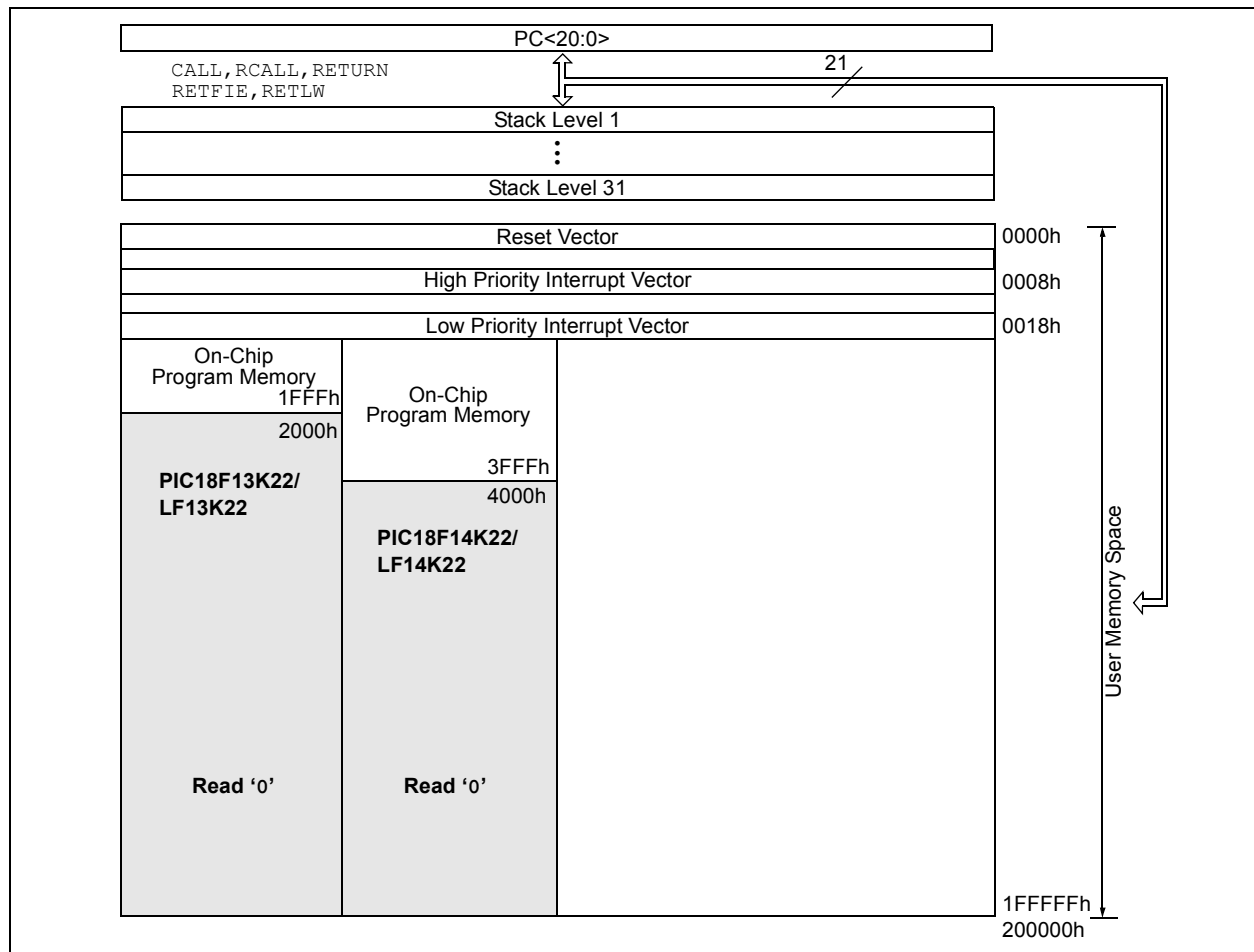 PC<20:0>
CALL,RCALL,RETURN
RETFIE,RETLW
21
Stack Level 1
Stack Level 31
Reset Vector
0000h
High Priority Interrupt Vector
0008h
Low Priority Interrupt Vector
0018h
On-Chip
Program Memory
1FFFh
2000h
PIC18F13K22/
LF13K22
Read ‘0’
On-Chip
Program Memory
3FFFh
4000h
PIC18F14K22/
LF14K22
Read ‘0’
User Memory Space
1FFFFFh
200000h